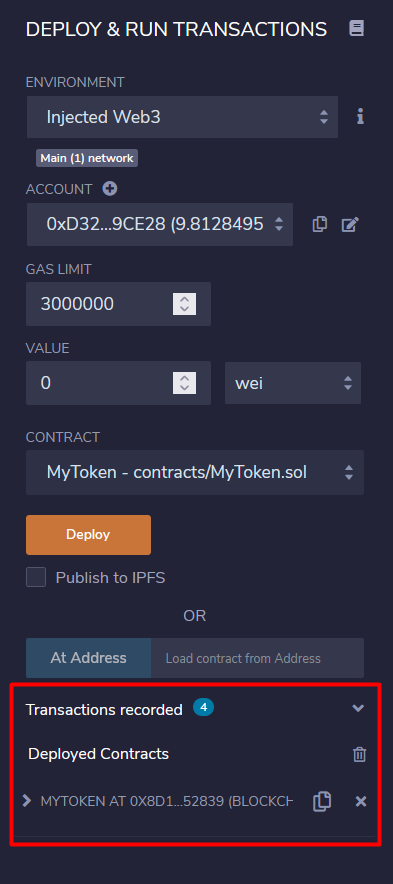 DEPLOY & RUN TRANSACTIONS
ENVIRONMENT
Injected Web3
Main (1) network
ACCOUNT
0xD32...9CE28 (9.8128495
GAS LIMIT
3000000
VALUE
0 wei
CONTRACT
MyToken - contracts/MyToken.sol
Deploy
Publish to IPFS
OR
At Address Load contract from Address
Transactions recorded 4
Deployed Contracts
MYTOKEN AT 0X8D1...52839 (BLOCKCH